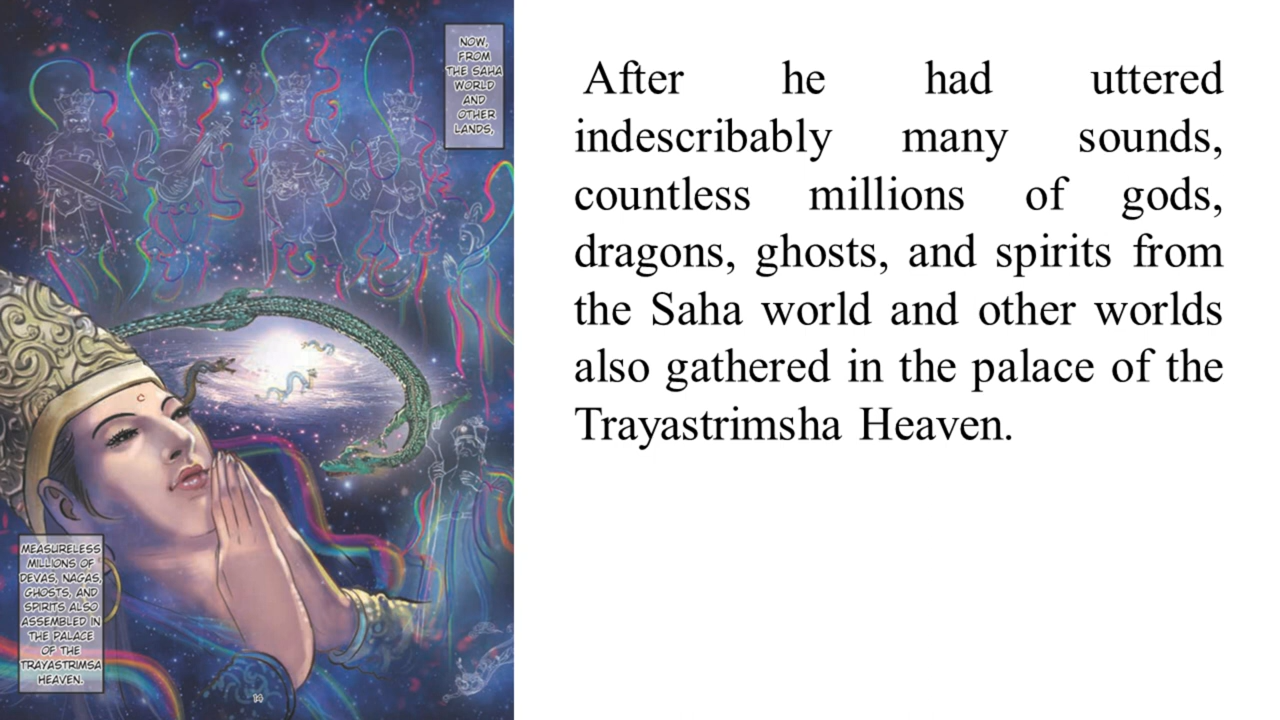 NOW,
FROM
THE SAHA
WORLD
AND
OTHER
LANDS,
MEASURELESS
MILLIONS OF
DEVAS, NAGAS,
GHOSTS, AND
SPIRITS ALSO
ASSEMBLED IN
THE PALACE
OF THE
TRAYASTRIMSA
HEAVEN.
14
After he had uttered
indescribably many sounds,
countless millions of gods,
dragons, ghosts, and spirits from
the Saha world and other worlds
also gathered in the palace of the
Trayastrimsha Heaven.